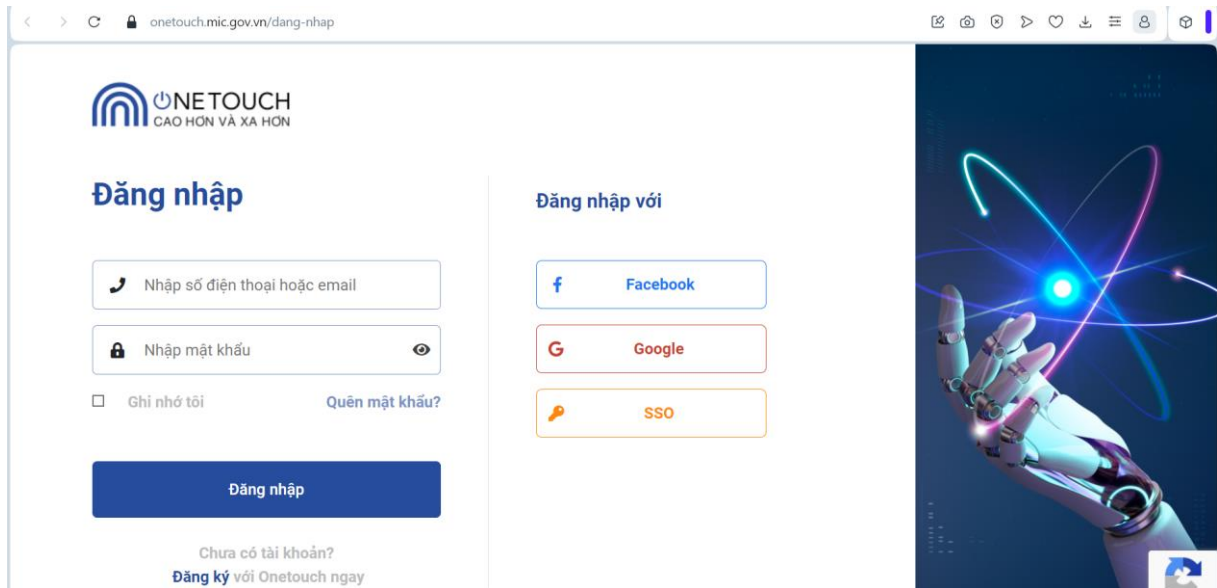 onetouch.mic.gov.vn/dang-nhap
ONETOUCH
CAO HƠN VÀ XA HƠN
Đăng nhập
Nhập số điện thoại hoặc email
Nhập mật khẩu
Ghi nhớ tôi
Quên mật khẩu?
Đăng nhập
Chưa có tài khoản?
Đăng ký với Onetouch ngay
Đăng nhập với
Facebook
Google
SSO